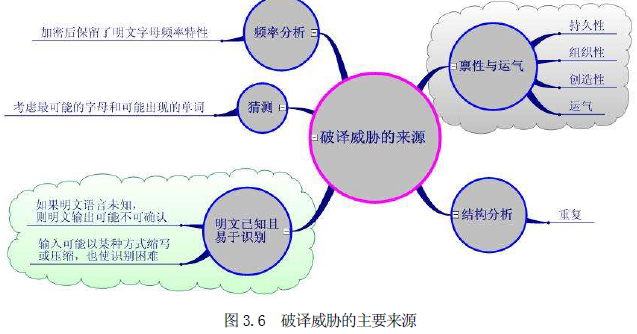 加密后保留了明文字母频率特性
频率分析
考虑最可能的字母和可能出现的单词
猜测
如果明文语言未知,
则明文输出可能不可确认
输入可能以某种方式缩写
或压缩，也使识别困难
明文已知且
易于识别
破译威胁的来源
禀性与运气
持久性
组织性
创造性
运气
结构分析
重复
图 3.6 破译威胁的主要来源